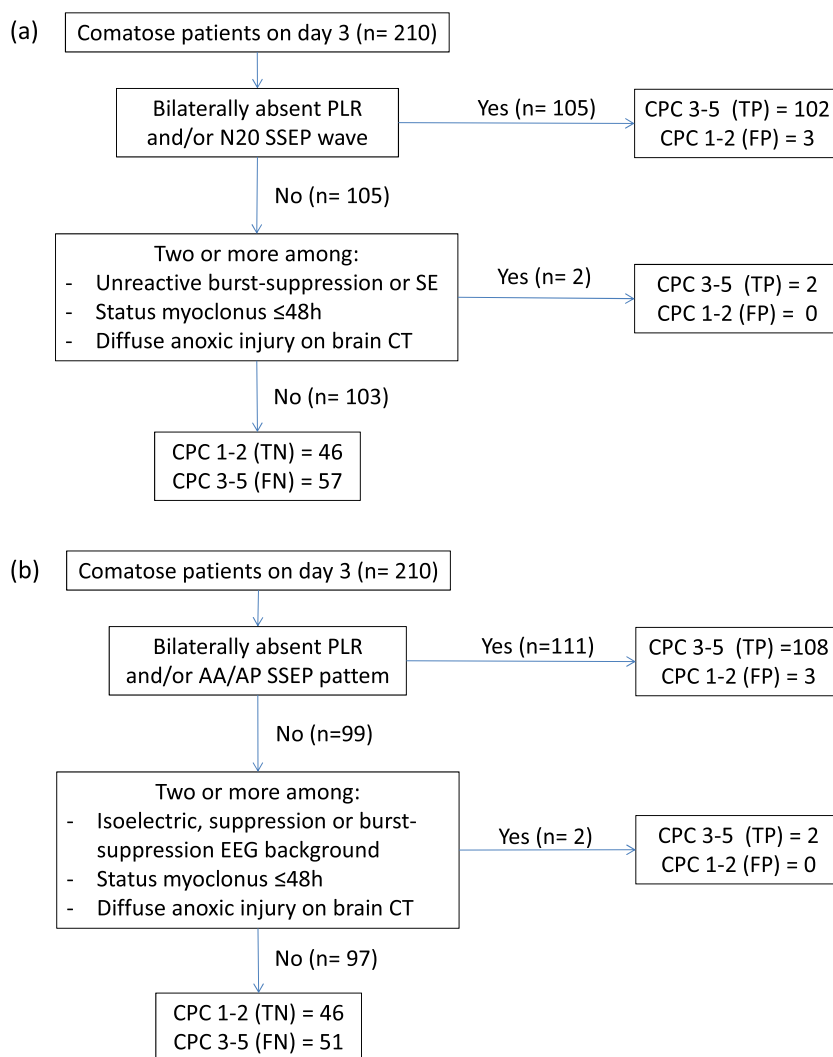 (a)
Comatose patients on day 3 (n= 210)
Bilaterally absent PLR
and/or N20 SSEP wave
Yes (n= 105)
CPC 3-5 (TP) = 102
CPC 1-2 (FP) = 3
No (n= 105)
Two or more among:
- Unreactive burst-suppression or SE
- Status myoclonus ≤48h
- Diffuse anoxic injury on brain CT
Yes (n= 2)
CPC 3-5 (TP) = 2
CPC 1-2 (FP) = 0
No (n= 103)
CPC 1-2 (TN) = 46
CPC 3-5 (FN) = 57
(b)
Comatose patients on day 3 (n= 210)
Bilaterally absent PLR
and/or AA/AP SSEP pattem
Yes (n=111)
CPC 3-5 (TP) =108
CPC 1-2 (FP) = 3
No (n=99)
Two or more among:
- Isoelectric, suppression or burst-
suppression EEG background
- Status myoclonus ≤48h
- Diffuse anoxic injury on brain CT
Yes (n= 2)
CPC 3-5 (TP) = 2
CPC 1-2 (FP) = 0
No (n= 97)
CPC 1-2 (TN) = 46
CPC 3-5 (FN) = 51